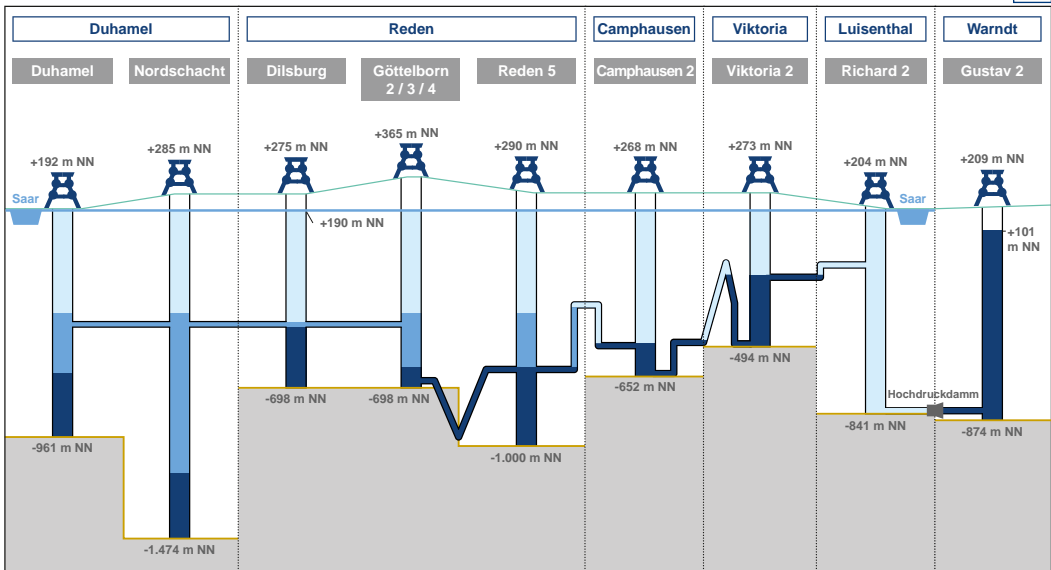 Duhamel
Reden
Camphausen
Viktoria
Luisenthal
Warndt
Duhamel
Nordschacht
Dilsburg
Göttelborn
2 / 3 / 4
Reden 5
Camphausen 2
Viktoria 2
Richard 2
Gustav 2
+192 m NN
+285 m NN
+275 m NN
+365 m NN
+290 m NN
+268 m NN
+273 m NN
+204 m NN
+209 m NN
Saar
Saar
+190 m NN
+101
m NN
-494 m NN
-652 m NN
-698 m NN
-698 m NN
Hochdruckdamm
-841 m NN
-874 m NN
-961 m NN
-1.000 m NN
-1.474 m NN